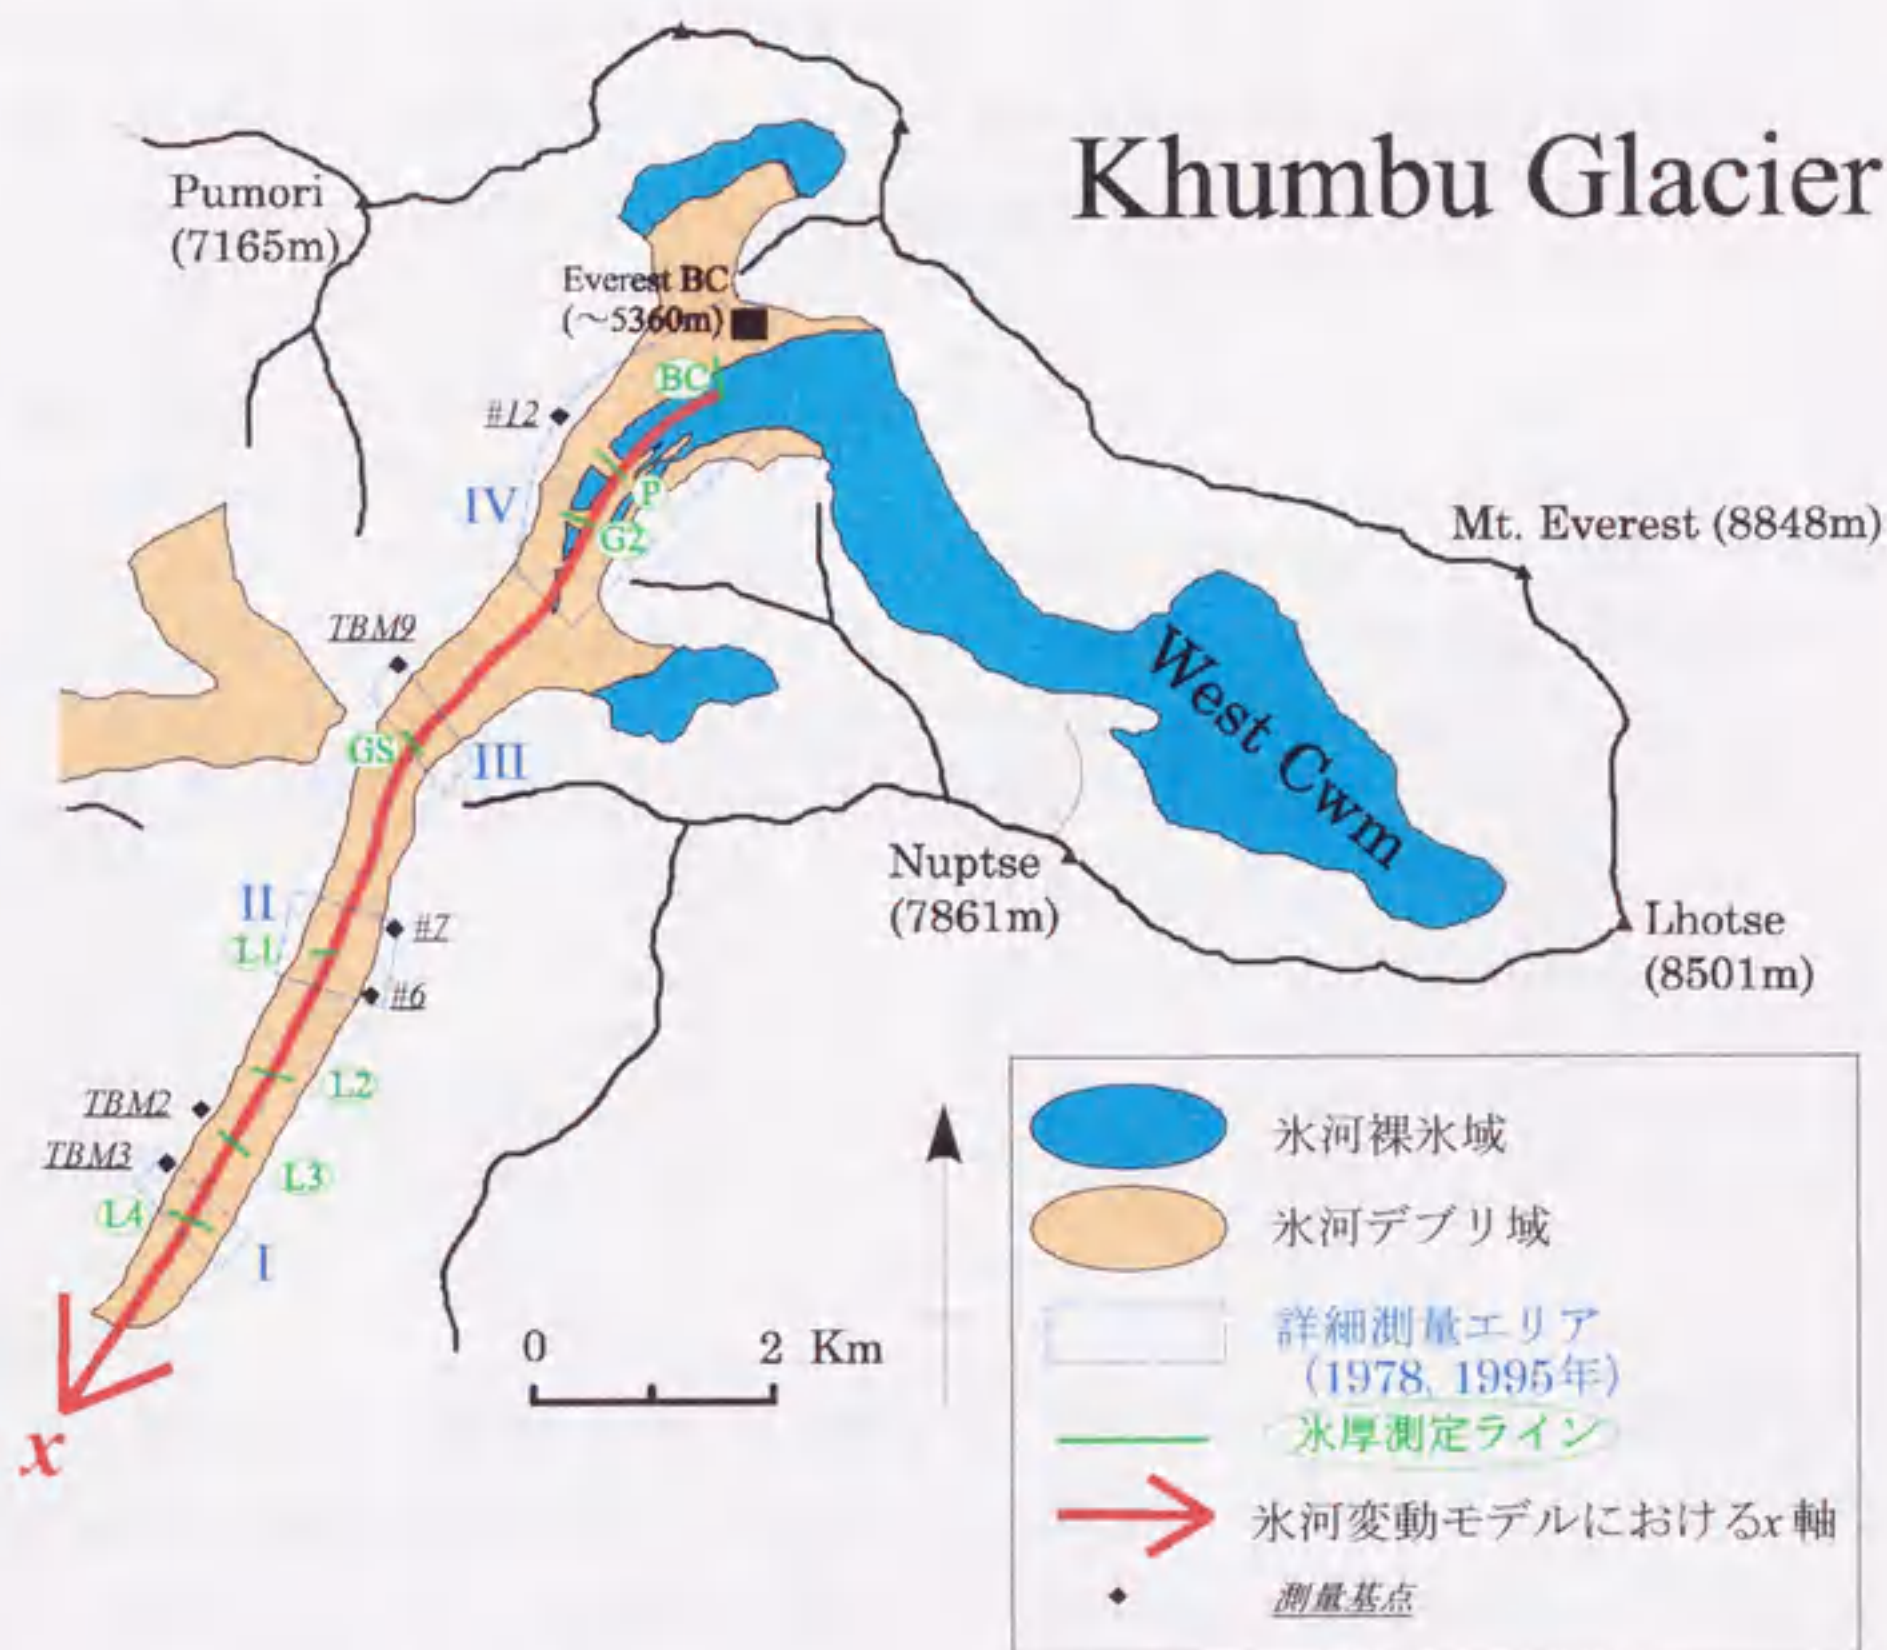 Khumbu Glacier
Pumori
(7165m)
Everest BC
(～5360m)
BC
#12
P
IV
G2
Mt. Everest (8848m)
TBM9
West Cwm
GS
III
Nuptse
(7861m)
II
#7
L1
Lhotse
(8501m)
#6
L2
TBM2
TBM3
L3
L4
I
x
0 2 Km
氷河裸氷域
氷河デブリ域
詳細測量エリア
(1978, 1995年)
氷厚測定ライン
氷河変動モデルにおけるx軸
測量基点